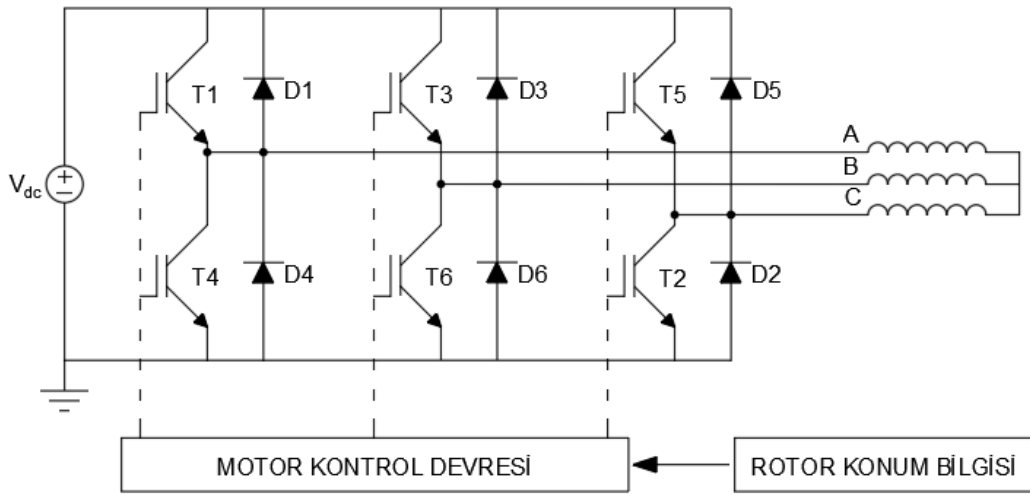 T1
D1
T3
D3
T5
D5
A
B
C
Vdc
T4
D4
T6
D6
T2
D2
MOTOR KONTROL DEVRESİ
ROTOR KONUM BİLGİSİ